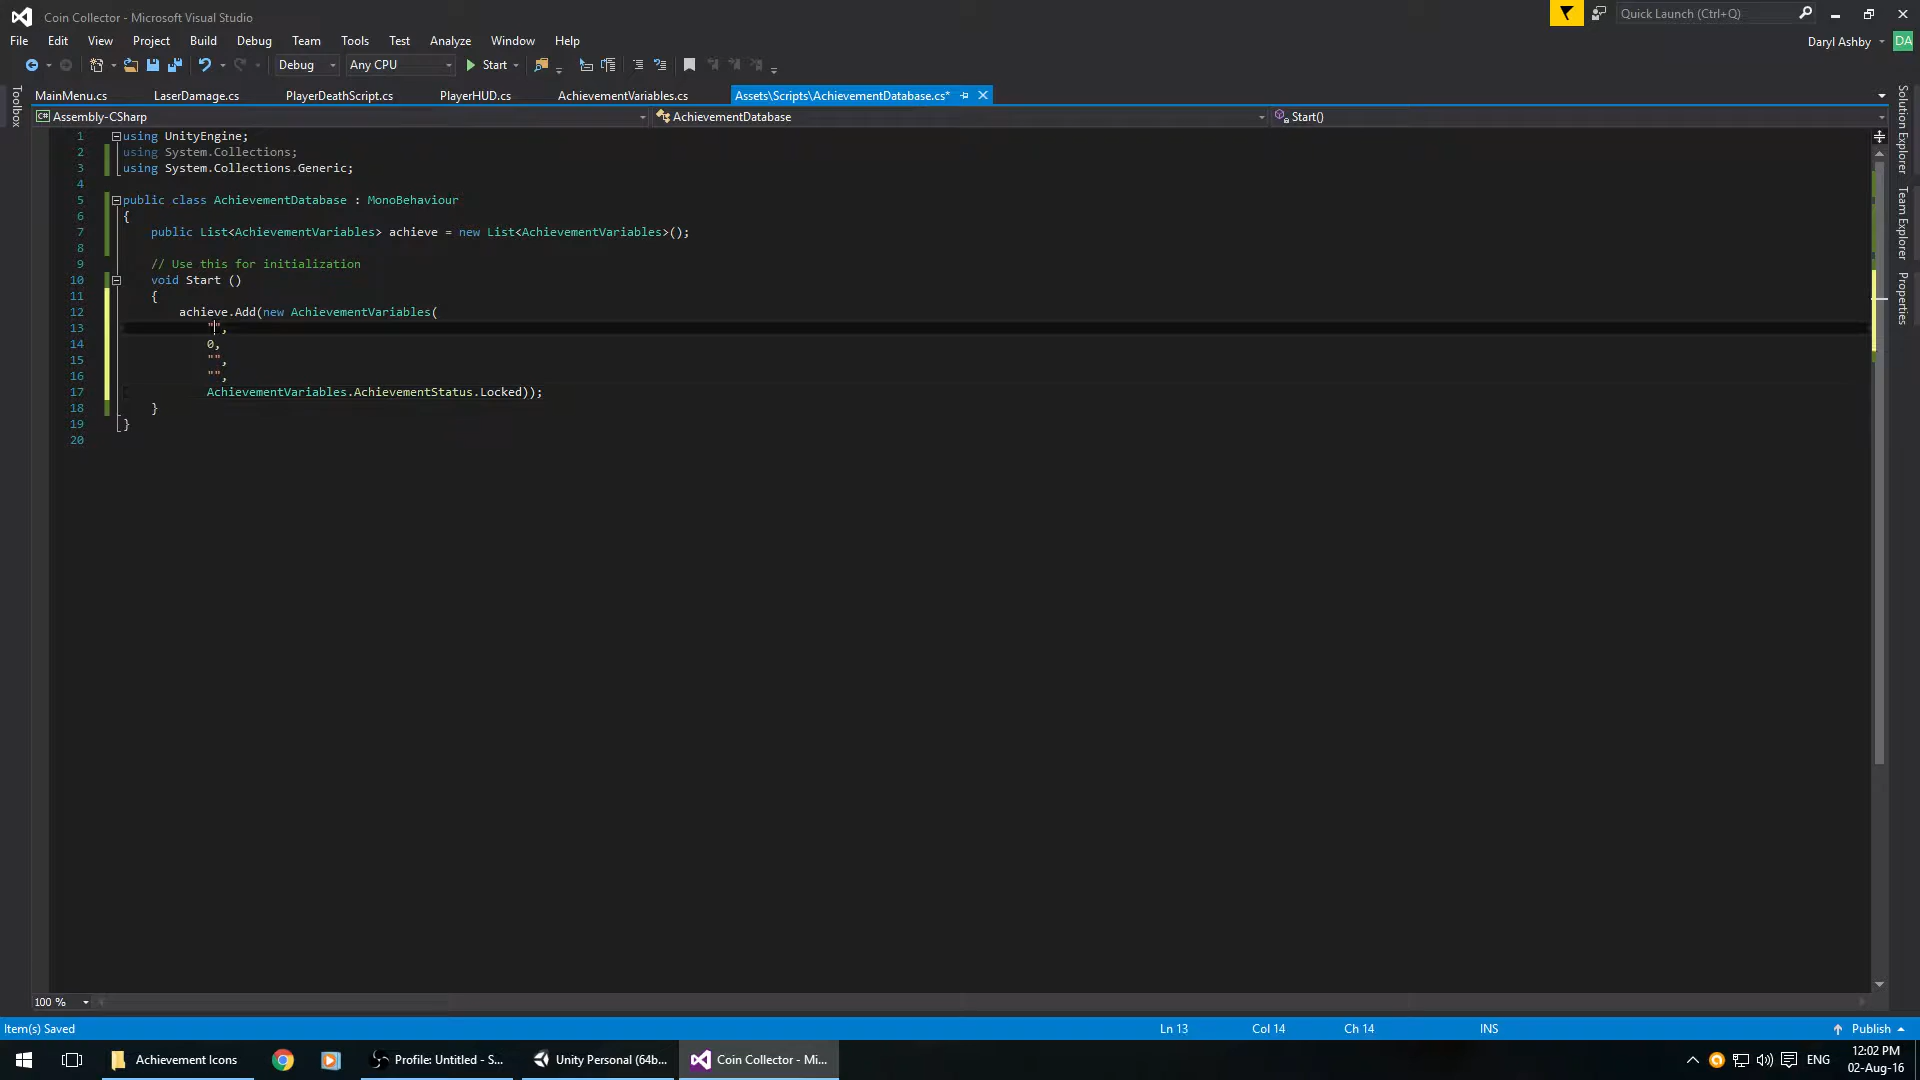 Coin Collector - Microsoft Visual Studio
Quick Launch (Ctrl+Q)
File Edit View Project Build Debug Team Tools Test Analyze Window Help
Daryl Ashby DA
Debug Any CPU Start
Toolbox
MainMenu.cs LaserDamage.cs PlayerDeathScript.cs PlayerHUD.cs AchievementVariables.cs Assets\Scripts\AchievementDatabase.cs*
C# Assembly-CSharp AchievementDatabase Start()
Solution Explorer
Team Explorer
Properties
1 using UnityEngine;
2 using System.Collections;
3 using System.Collections.Generic;
4
5 public class AchievementDatabase : MonoBehaviour
6 {
7 public List<AchievementVariables> achieve = new List<AchievementVariables>();
8
9 // Use this for initialization
10 void Start ()
11 {
12 achieve.Add(new AchievementVariables(
13 "",
14 0,
15 "",
16 "",
17 AchievementVariables.AchievementStatus.Locked));
18 }
19 }
20
100 %
Item(s) Saved Ln 13 Col 14 Ch 14 INS Publish
Achievement Icons Profile: Untitled - S... Unity Personal (64b... Coin Collector - Mi... ENG
12:02 PM
02-Aug-16